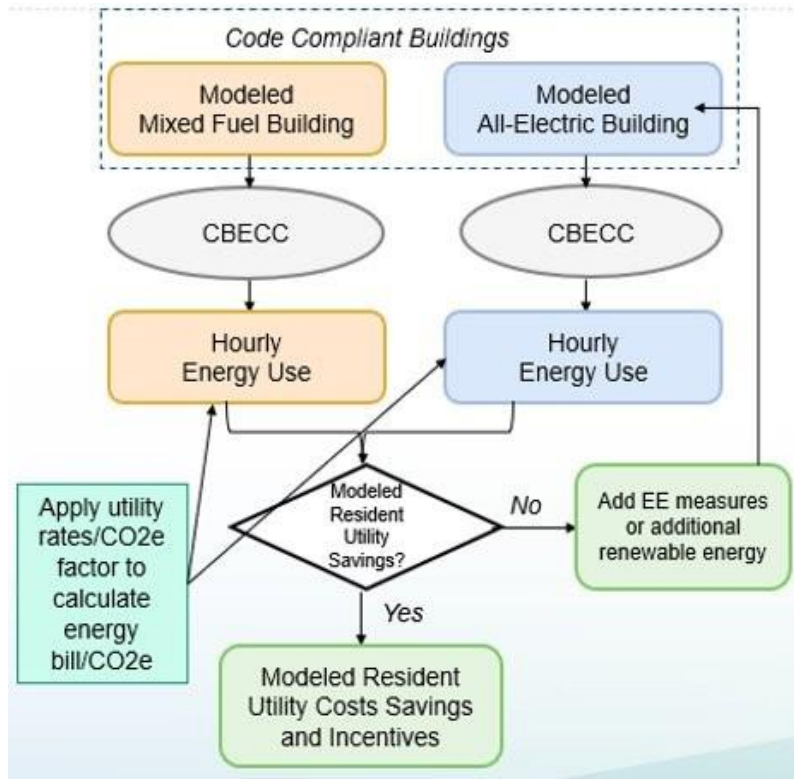 Code Compliant Buildings
Modeled
Mixed Fuel Building
Modeled
All-Electric Building
CBECC
CBECC
Hourly
Energy Use
Hourly
Energy Use
Apply utility
rates/CO2e
factor to
calculate
energy
bill/CO2e
Modeled
Resident
Utility
Savings?
No
Add EE measures
or additional
renewable energy
Yes
Modeled Resident
Utility Costs Savings
and Incentives